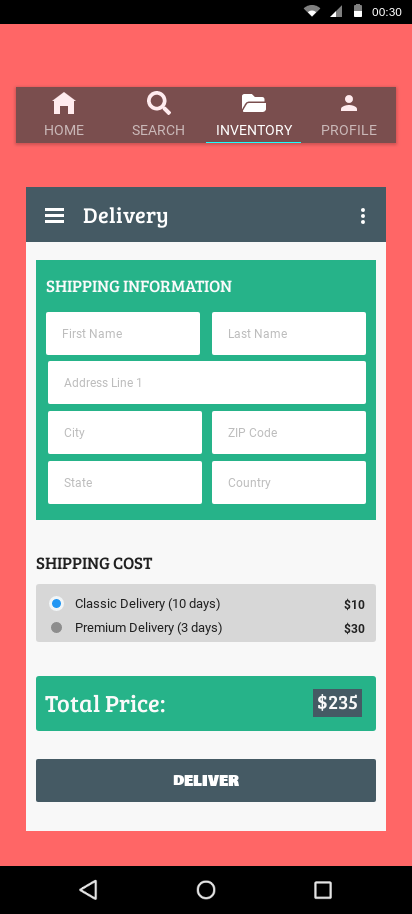 00:30
HOME SEARCH INVENTORY PROFILE
Delivery
SHIPPING INFORMATION
First Name Last Name
Address Line 1
City ZIP Code
State Country
SHIPPING COST
Classic Delivery (10 days) $10
Premium Delivery (3 days) $30
Total Price: $235
DELIVER